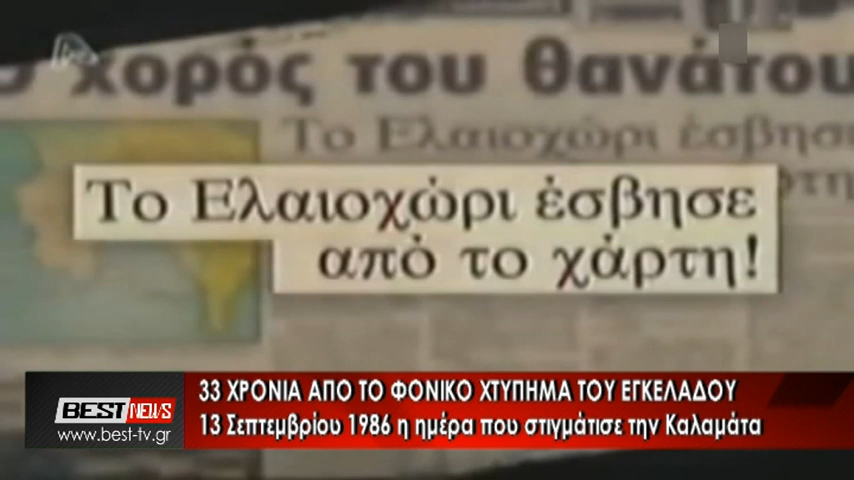 χορός του θανάτου
Το Ελαιοχώρι έσβησε
Το Ελαιοχώρι έσβησε
από το χάρτη!
33 ΧΡΟΝΙΑ ΑΠΟ ΤΟ ΦΟΝΙΚΟ ΧΤΥΠΗΜΑ ΤΟΥ ΕΓΚΕΛΑΔΟΥ
BEST NEWS
13 Σεπτεμβρίου 1986 η ημέρα που στιγμάτισε την Καλαμάτα
www.best-tv.gr